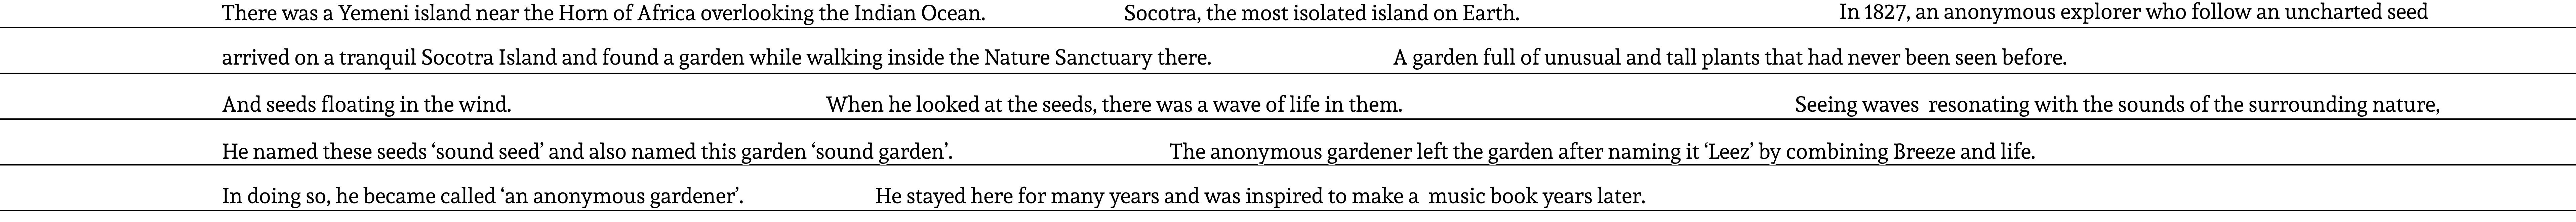 There was a Yemeni island near the Horn of Africa overlooking the Indian Ocean. Socotra, the most isolated island on Earth. In 1827, an anonymous explorer who follow an uncharted seed
arrived on a tranquil Socotra Island and found a garden while walking inside the Nature Sanctuary there. A garden full of unusual and tall plants that had never been seen before.
And seeds floating in the wind. When he looked at the seeds, there was a wave of life in them. Seeing waves resonating with the sounds of the surrounding nature,
He named these seeds ‘sound seed’ and also named this garden ‘sound garden’. The anonymous gardener left the garden after naming it ‘Leez’ by combining Breeze and life.
In doing so, he became called ‘an anonymous gardener’. He stayed here for many years and was inspired to make a music book years later.